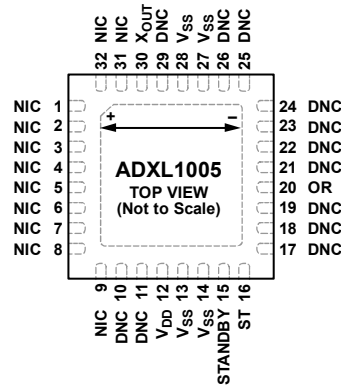 32 NIC
31 NIC
30 XOUT
29 DNC
28 VSS
27 VSS
26 DNC
25 DNC
NIC 1
NIC 2
NIC 3
NIC 4
NIC 5
NIC 6
NIC 7
NIC 8
+ −
ADXL1005
TOP VIEW
(Not to Scale)
24 DNC
23 DNC
22 DNC
21 DNC
20 OR
19 DNC
18 DNC
17 DNC
NIC 9
DNC 10
DNC 11
VDD 12
VSS 13
VSS 14
STANDBY 15
ST 16